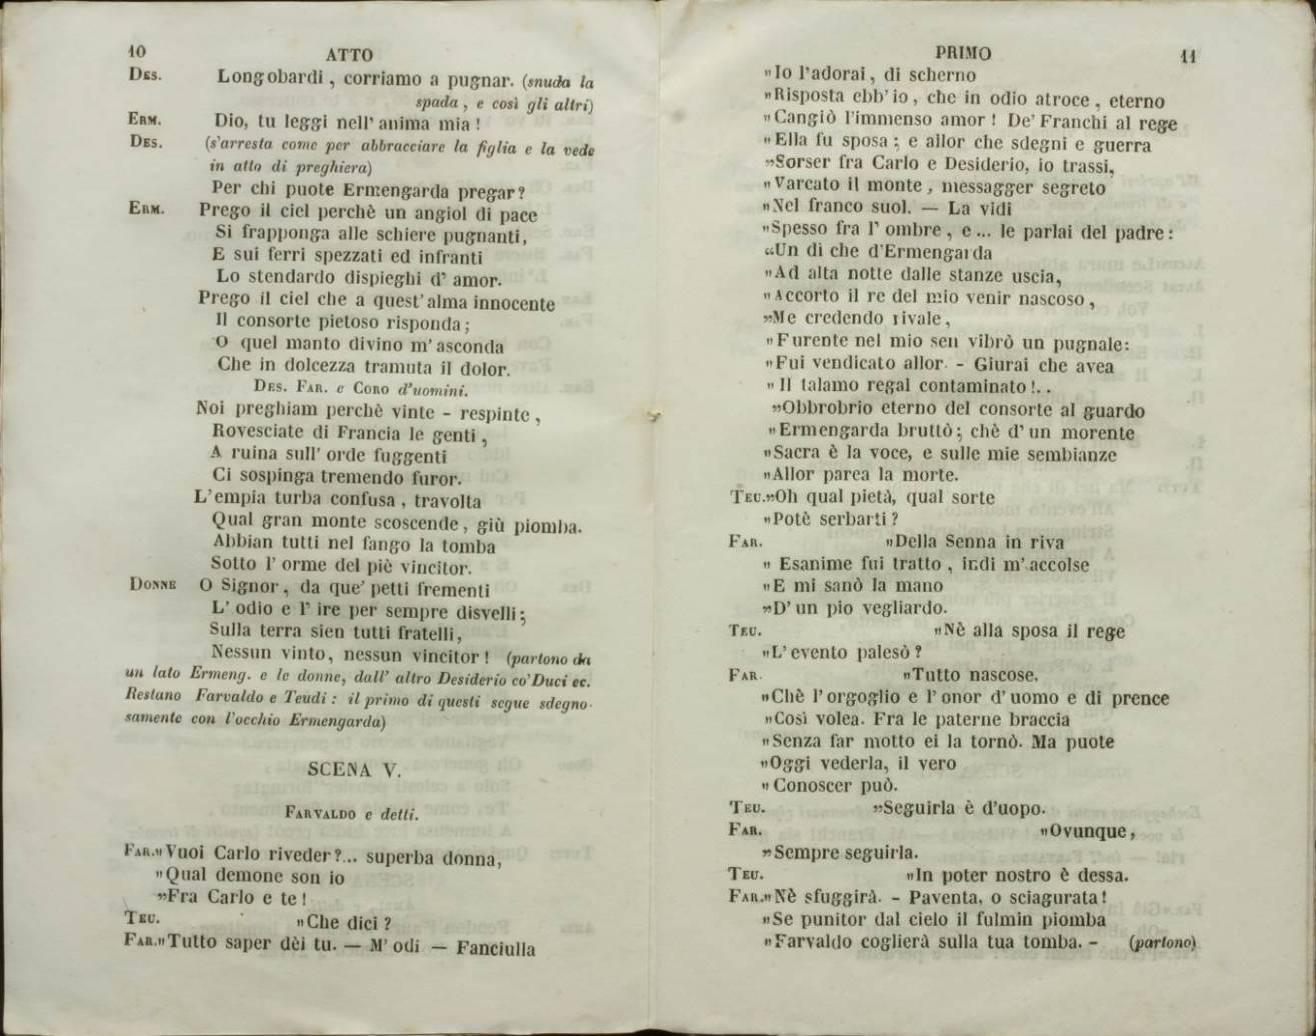 10
ATTO
DES. Longobardi, corriamo a pugnar. (snuda la
spada, e così gli altri)
ERM. Dio, tu leggi nell'anima mia!
DES. (s'arresta come per abbracciare la figlia e la vede
in atto di preghiera)
Per chi puote Ermengarda pregar?
ERM. Prego il ciel perchè un angiol di pace
Si frapponga alle schiere pugnanti,
E sui ferri spezzati ed infranti
Lo stendardo dispieghi d'amor.
Prego il ciel che a quest'alma innocente
Il consorte pietoso risponda;
O quel manto divino m'asconda
Che in dolcezza tramuta il dolor.
DES. FAR. e CORO d'uomini.
Noi preghiam perchè vinte - respinte,
Rovesciate di Francia le genti,
A ruina sull'orde fuggenti
Ci sospinga tremendo furor.
L'empia turba confusa, travolta
Qual gran monte scoscende, giù piomba.
Abbian tutti nel fango la tomba
Sotto l'orme del piè vincitor.
DONNE O Signor, da que' petti frementi
L'odio e l'ire per sempre disvelli;
Sulla terra sien tutti fratelli,
Nessun vinto, nessun vincitor! (partono da
un lato Ermeng. e le donne, dall'altro Desiderio co'Duci ec.
Restano Farvaldo e Teudi: il primo di questi segue sdegno-
samente con l'occhio Ermengarda)
SCENA V.
FARVALDO e detti.
FAR.»Vuoi Carlo riveder?... superba donna,
»Qual demone son io
»Fra Carlo e te!
TEU. »Che dici?
FAR.»Tutto saper dèi tu. — M'odi — Fanciulla
PRIMO
11
»Io l'adorai, di scherno
»Risposta ebb'io, che in odio atroce, eterno
»Cangiò l'immenso amor! De'Franchi al rege
»Ella fu sposa; e allor che sdegni e guerra
»Sorser fra Carlo e Desiderio, io trassi,
»Varcato il monte, messagger segreto
»Nel franco suol. — La vidi
»Spesso fra l'ombre, e... le parlai del padre:
“Un dì che d'Ermengarda
»Ad alta notte dalle stanze uscia,
»Accorto il re del mio venir nascoso,
»Me credendo rivale,
»Furente nel mio sen vibrò un pugnale:
»Fui vendicato allor. - Giurai che avea
»Il talamo regal contaminato!..
»Obbrobrio eterno del consorte al guardo
»Ermengarda bruttò; chè d'un morente
»Sacra è la voce, e sulle mie sembianze
»Allor parea la morte.
TEU.»Oh qual pietà, qual sorte
»Potè serbarti?
FAR. »Della Senna in riva
»Esanime fui tratto, indi m'accolse
»E mi sanò la mano
»D'un pio vegliardo.
TEU. »Nè alla sposa il rege
»L'evento palesò?
FAR. »Tutto nascose,
»Chè l'orgoglio e l'onor d'uomo e di prence
»Così volea. Fra le paterne braccia
»Senza far motto ei la tornò. Ma puote
»Oggi vederla, il vero
»Conoscer può.
TEU. »Seguirla è d'uopo.
FAR. »Ovunque,
»Sempre seguirla.
TEU. »In poter nostro è dessa.
FAR.»Nè sfuggirà. - Paventa, o sciagurata!
»Se punitor dal cielo il fulmin piomba
»Farvaldo coglierà sulla tua tomba. - (partono)